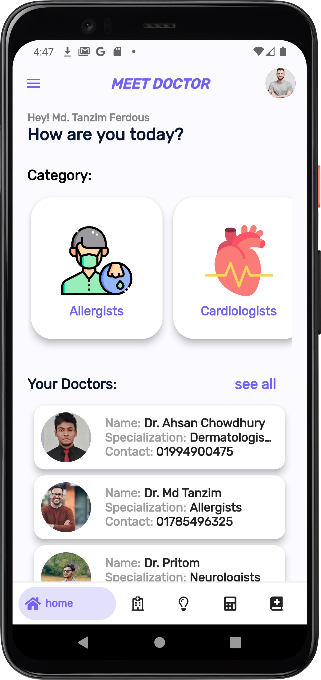 4:47
MEET DOCTOR
Hey! Md. Tanzim Ferdous
How are you today?
Category:
Allergists
Cardiologists
Your Doctors: see all
Name: Dr. Ahsan Chowdhury
Specialization: Dermatologis...
Contact: 01994900475
Name: Dr. Md Tanzim
Specialization: Allergists
Contact: 01785496325
Name: Dr. Pritom
Specialization: Neurologists
home